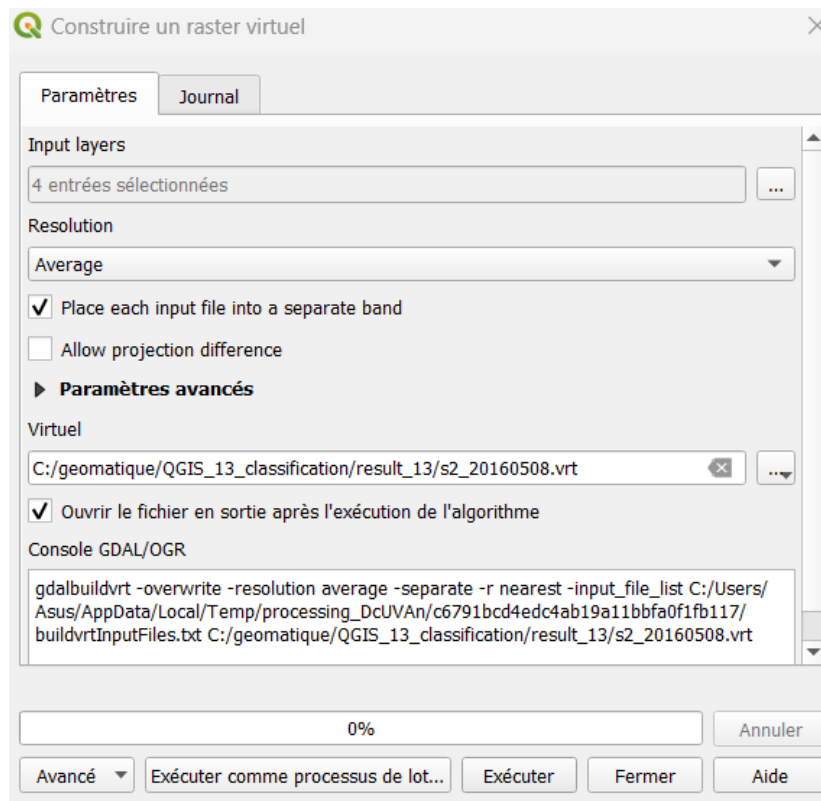 Construire un raster virtuel
Paramètres
Journal
Input layers
4 entrées sélectionnées
...
Resolution
Average
Place each input file into a separate band
Allow projection difference
Paramètres avancés
Virtuel
C:/geomatique/QGIS_13_classification/result_13/s2_20160508.vrt
...
Ouvrir le fichier en sortie après l'exécution de l'algorithme
Console GDAL/OGR
gdalbuildvrt -overwrite -resolution average -separate -r nearest -input_file_list C:/Users/
Asus/AppData/Local/Temp/processing_DcUVAn/c6791bcd4edc4ab19a11bbfa0f1fb117/
buildvrtInputFiles.txt C:/geomatique/QGIS_13_classification/result_13/s2_20160508.vrt
0%
Annuler
Avancé
Exécuter comme processus de lot...
Exécuter
Fermer
Aide